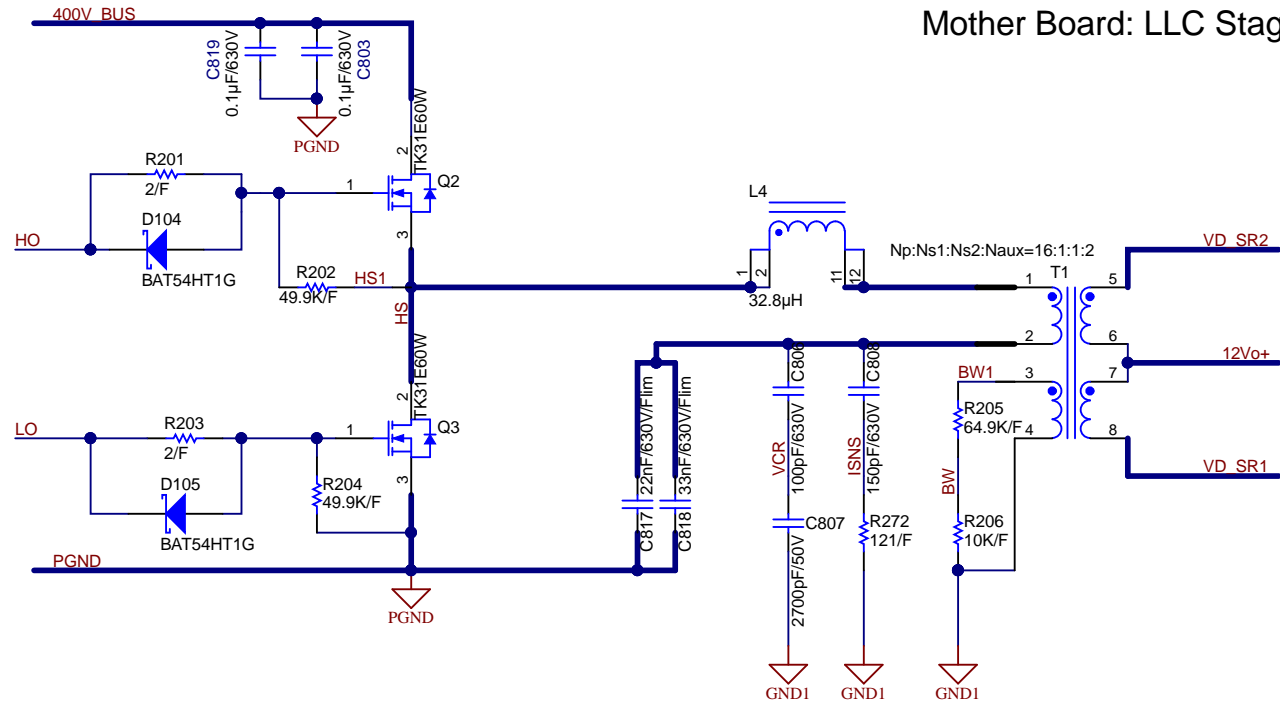 Mother Board: LLC Stag
400V_BUS
C819
0.1µF/630V
0.1µF/630V
C803
PGND
TK31E60W
2
Q2
1
3
R201
2/F
D104
BAT54HT1G
HO
R202
49.9K/F
HS1
HS
L4
1
2
11
12
32.8µH
Np:Ns1:Ns2:Naux=16:1:1:2
T1
1
2
3
4
5
6
7
8
VD_SR2
12Vo+
VD_SR1
TK31E60W
2
Q3
1
3
LO
R203
2/F
D105
BAT54HT1G
R204
49.9K/F
PGND
PGND
22nF/630V/Flim
C817
33nF/630V/Flim
C818
C806
100pF/630V
VCR
C807
2700pF/50V
GND1
C808
150pF/630V
ISNS
R272
121/F
GND1
BW1
R205
64.9K/F
BW
R206
10K/F
GND1